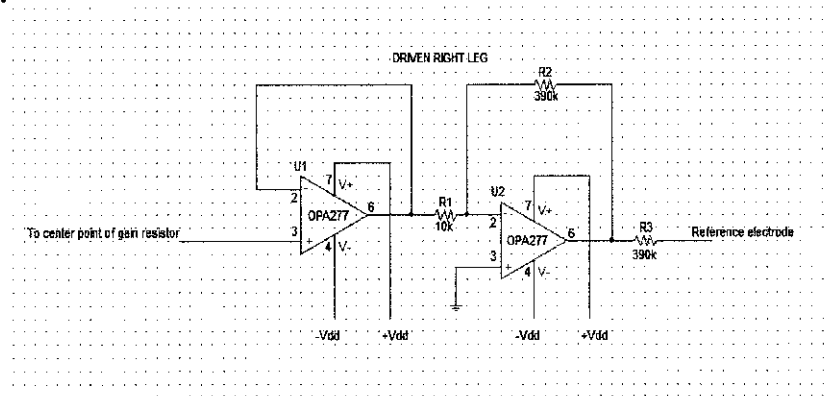 DRIVEN RIGHT LEG
R2
390k
U1
7
V+
2
OPA277
6
3
4
V-
R1
10k
U2
7
V+
2
OPA277
6
3
4
V-
R3
390k
To center point of gain resistor
Reference electrode
-Vdd
+Vdd
-Vdd
+Vdd